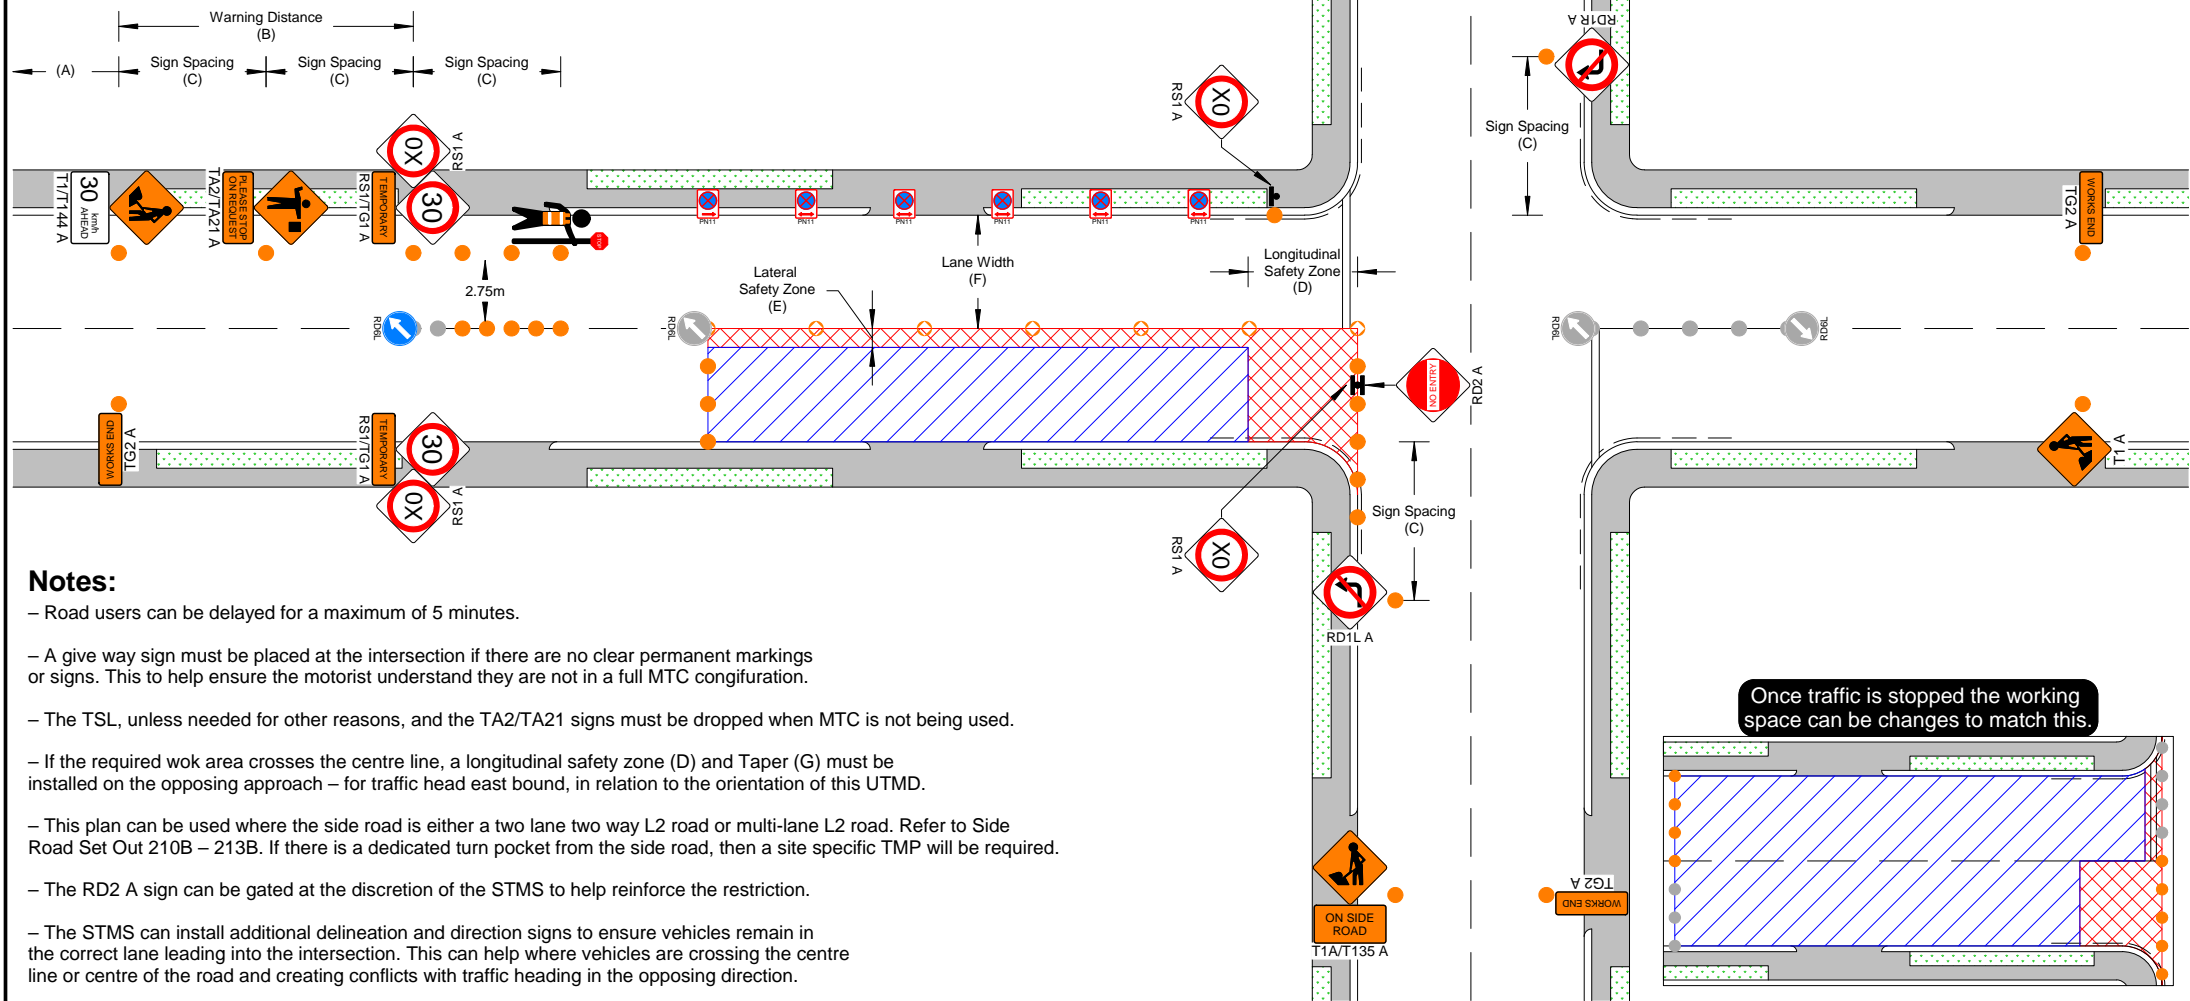 Warning Distance
(B)
(A)
Sign Spacing
(C)
Sign Spacing
(C)
Sign Spacing
(C)
RD1R A
RS1 A
X0
Sign Spacing
(C)
X0
RS1 A
T1/T144 A
30 km/h
AHEAD
TA2/TA21 A
PLEASE STOP
ON REQUEST
RS1/TG1 A
TEMPORARY
30
STOP
PN11
PN11
PN11
PN11
PN11
PN11
TG2 A
WORKS END
2.75m
Lateral
Safety Zone
(E)
Lane Width
(F)
Longitudinal
Safety Zone
(D)
RD6L
RD6L
RD6L
RD6L
NO ENTRY
RD2 A
WORKS END
TG2 A
RS1/TG1 A
TEMPORARY
30
X0
RS1 A
T1 A
Sign Spacing
(C)
RS1 A
X0
RD1L A
Notes:
– Road users can be delayed for a maximum of 5 minutes.
– A give way sign must be placed at the intersection if there are no clear permanent markings
or signs. This to help ensure the motorist understand they are not in a full MTC congifuration.
– The TSL, unless needed for other reasons, and the TA2/TA21 signs must be dropped when MTC is not being used.
– If the required wok area crosses the centre line, a longitudinal safety zone (D) and Taper (G) must be
installed on the opposing approach – for traffic head east bound, in relation to the orientation of this UTMD.
– This plan can be used where the side road is either a two lane two way L2 road or multi-lane L2 road. Refer to Side
Road Set Out 210B – 213B. If there is a dedicated turn pocket from the side road, then a site specific TMP will be required.
– The RD2 A sign can be gated at the discretion of the STMS to help reinforce the restriction.
– The STMS can install additional delineation and direction signs to ensure vehicles remain in
the correct lane leading into the intersection. This can help where vehicles are crossing the centre
line or centre of the road and creating conflicts with traffic heading in the opposing direction.
ON SIDE
ROAD
T1A/T135 A
TG2 A
WORKS END
Once traffic is stopped the working
space can be changes to match this.